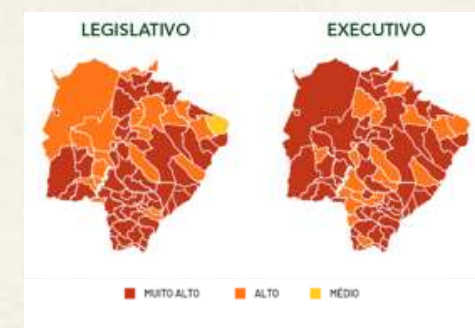 LEGISLATIVO
EXECUTIVO
MUITO ALTO
ALTO
MÉDIO